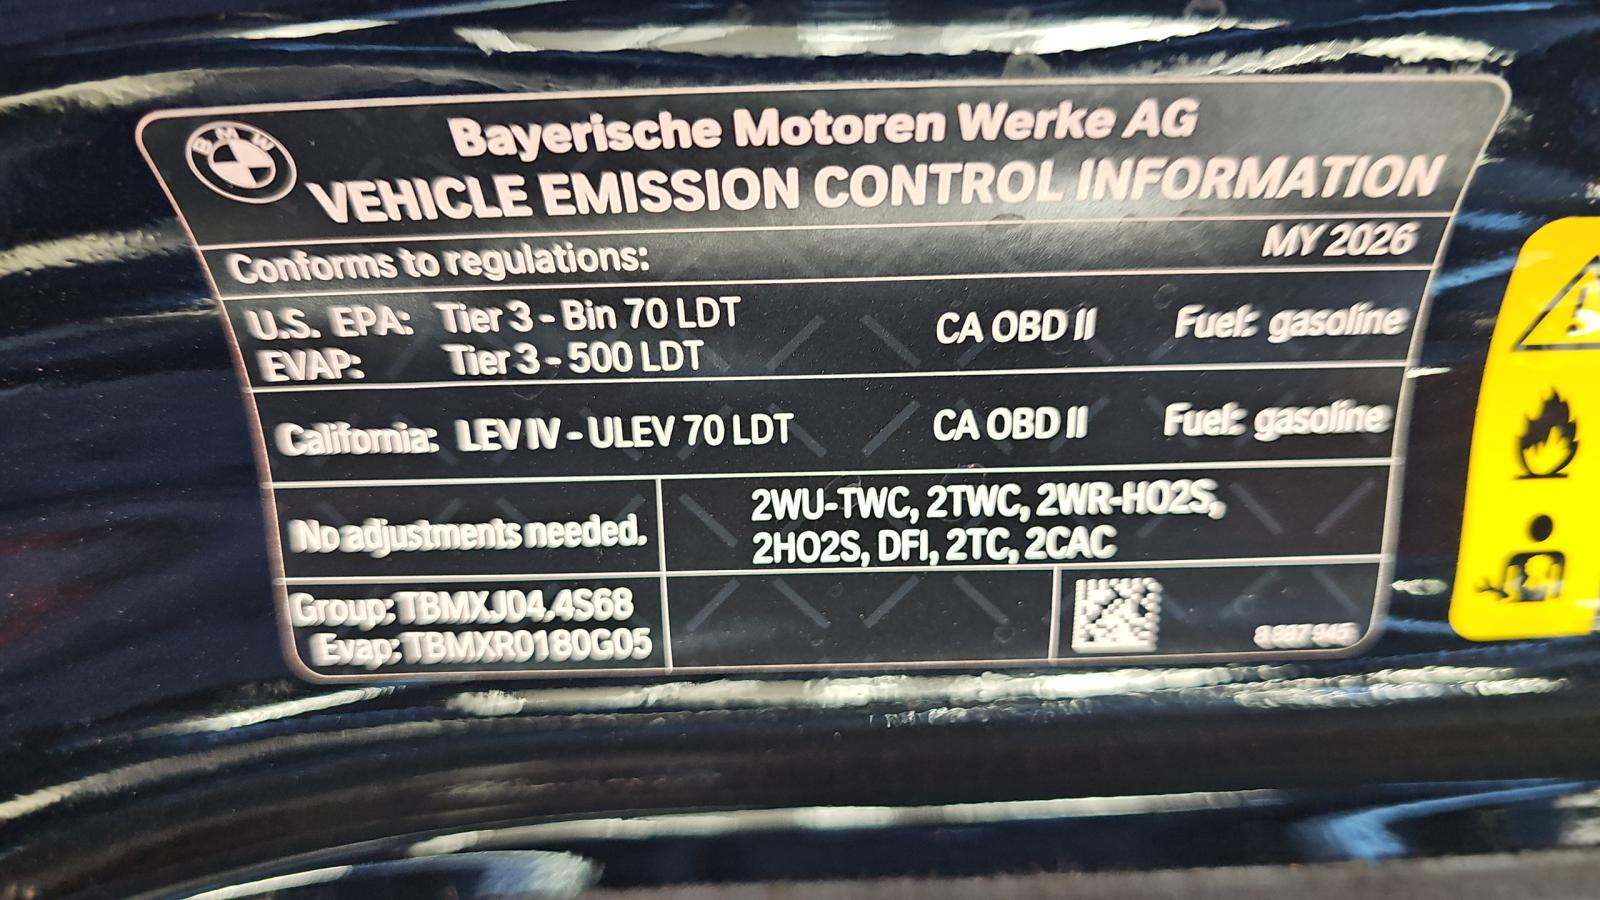 BMW
Bayerische Motoren Werke AG
VEHICLE EMISSION CONTROL INFORMATION
MY 2026
Conforms to regulations:
U.S. EPA: Tier 3 - Bin 70 LDT CA OBD II Fuel: gasoline
EVAP: Tier 3 - 500 LDT
California: LEV IV - ULEV 70 LDT CA OBD II Fuel: gasoline
No adjustments needed.
2WU-TWC, 2TWC, 2WR-HO2S,
2HO2S, DFI, 2TC, 2CAC
Group: TBMXJ04.4S68
Evap: TBMXR0180G05